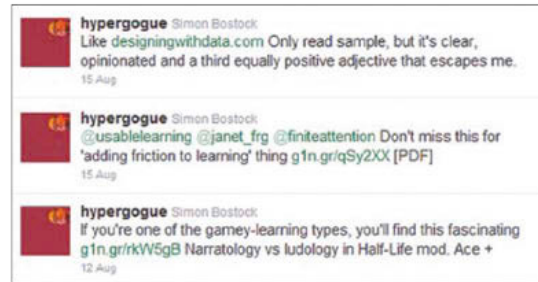 hypergogue Simon Bostock
Like designingwithdata.com Only read sample, but it's clear,
opinionated and a third equally positive adjective that escapes me.
15 Aug
hypergogue Simon Bostock
@usablelearning @janet_frg @finiteattention Don't miss this for
'adding friction to learning' thing g1n.gr/qSy2XX [PDF]
15 Aug
hypergogue Simon Bostock
If you're one of the gamey-learning types, you'll find this fascinating
g1n.gr/rkW5gB Narratology vs ludology in Half-Life mod. Ace +
12 Aug